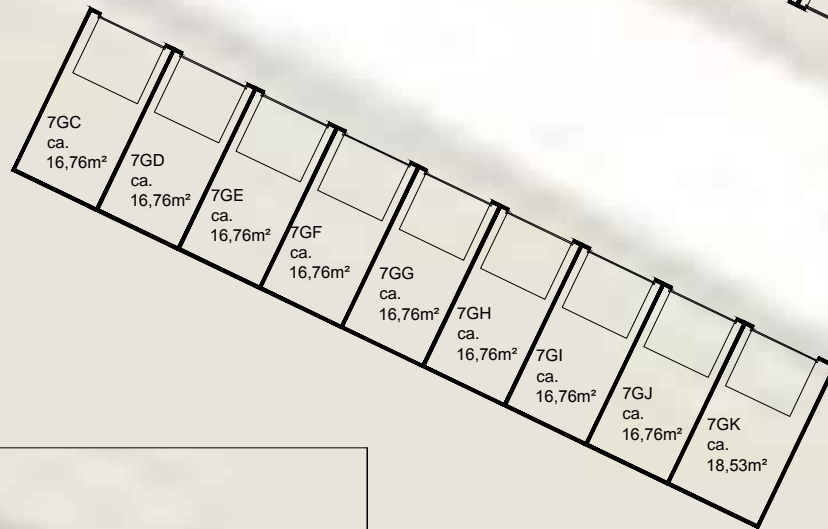 7GC
ca.
16,76m²
7GD
ca.
16,76m²
7GE
ca.
16,76m²
7GF
ca.
16,76m²
7GG
ca.
16,76m²
7GH
ca.
16,76m²
7GI
ca.
16,76m²
7GJ
ca.
16,76m²
7GK
ca.
18,53m²